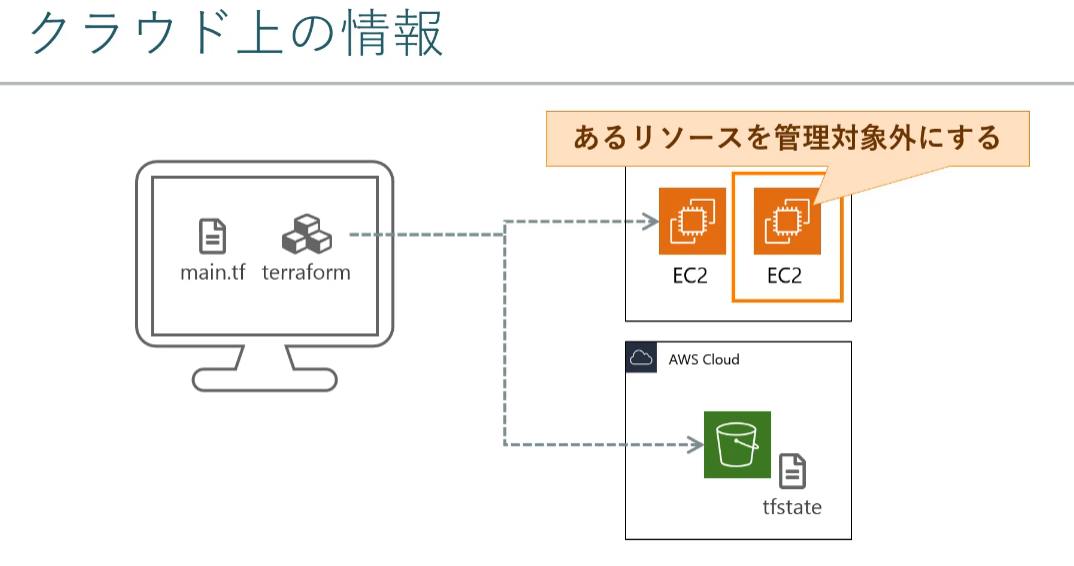 クラウド上の情報
あるリソースを管理対象外にする
main.tf
terraform
EC2
EC2
AWS Cloud
tfstate